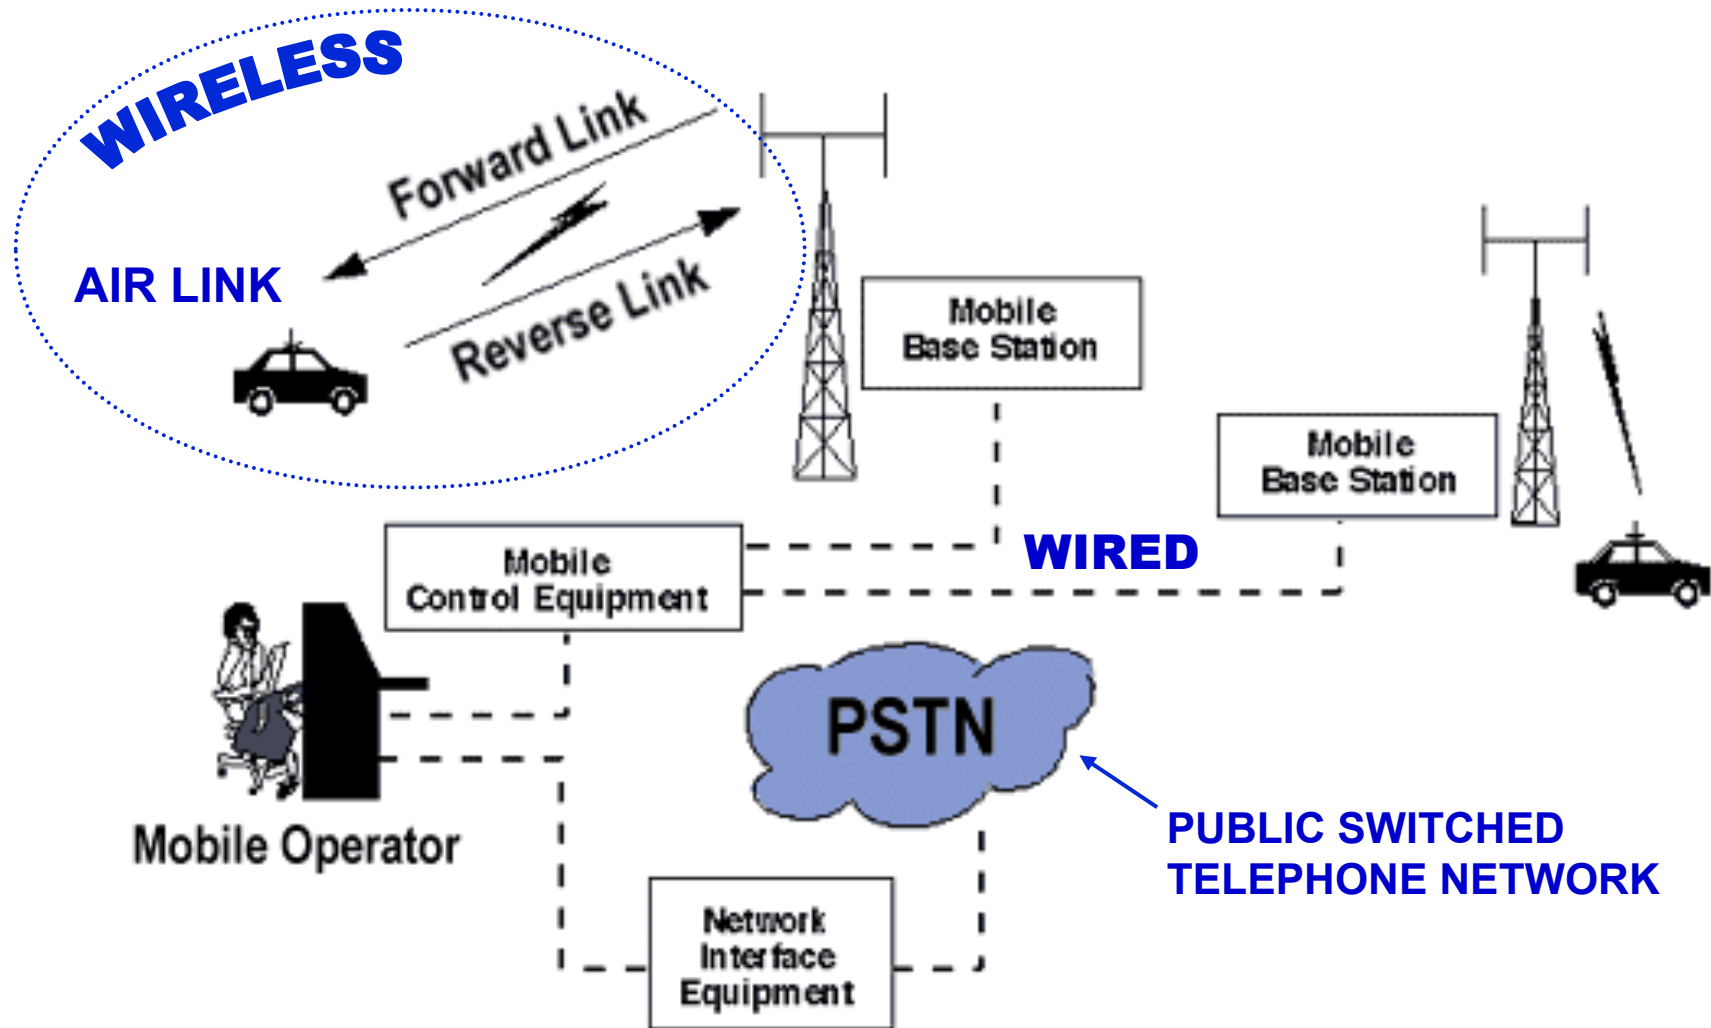 WIRELESS
Forward Link
AIR LINK
Reverse Link
Mobile
Base Station
Mobile
Base Station
WIRED
Mobile
Control Equipment
PSTN
Mobile Operator
PUBLIC SWITCHED
TELEPHONE NETWORK
Network
Interface
Equipment